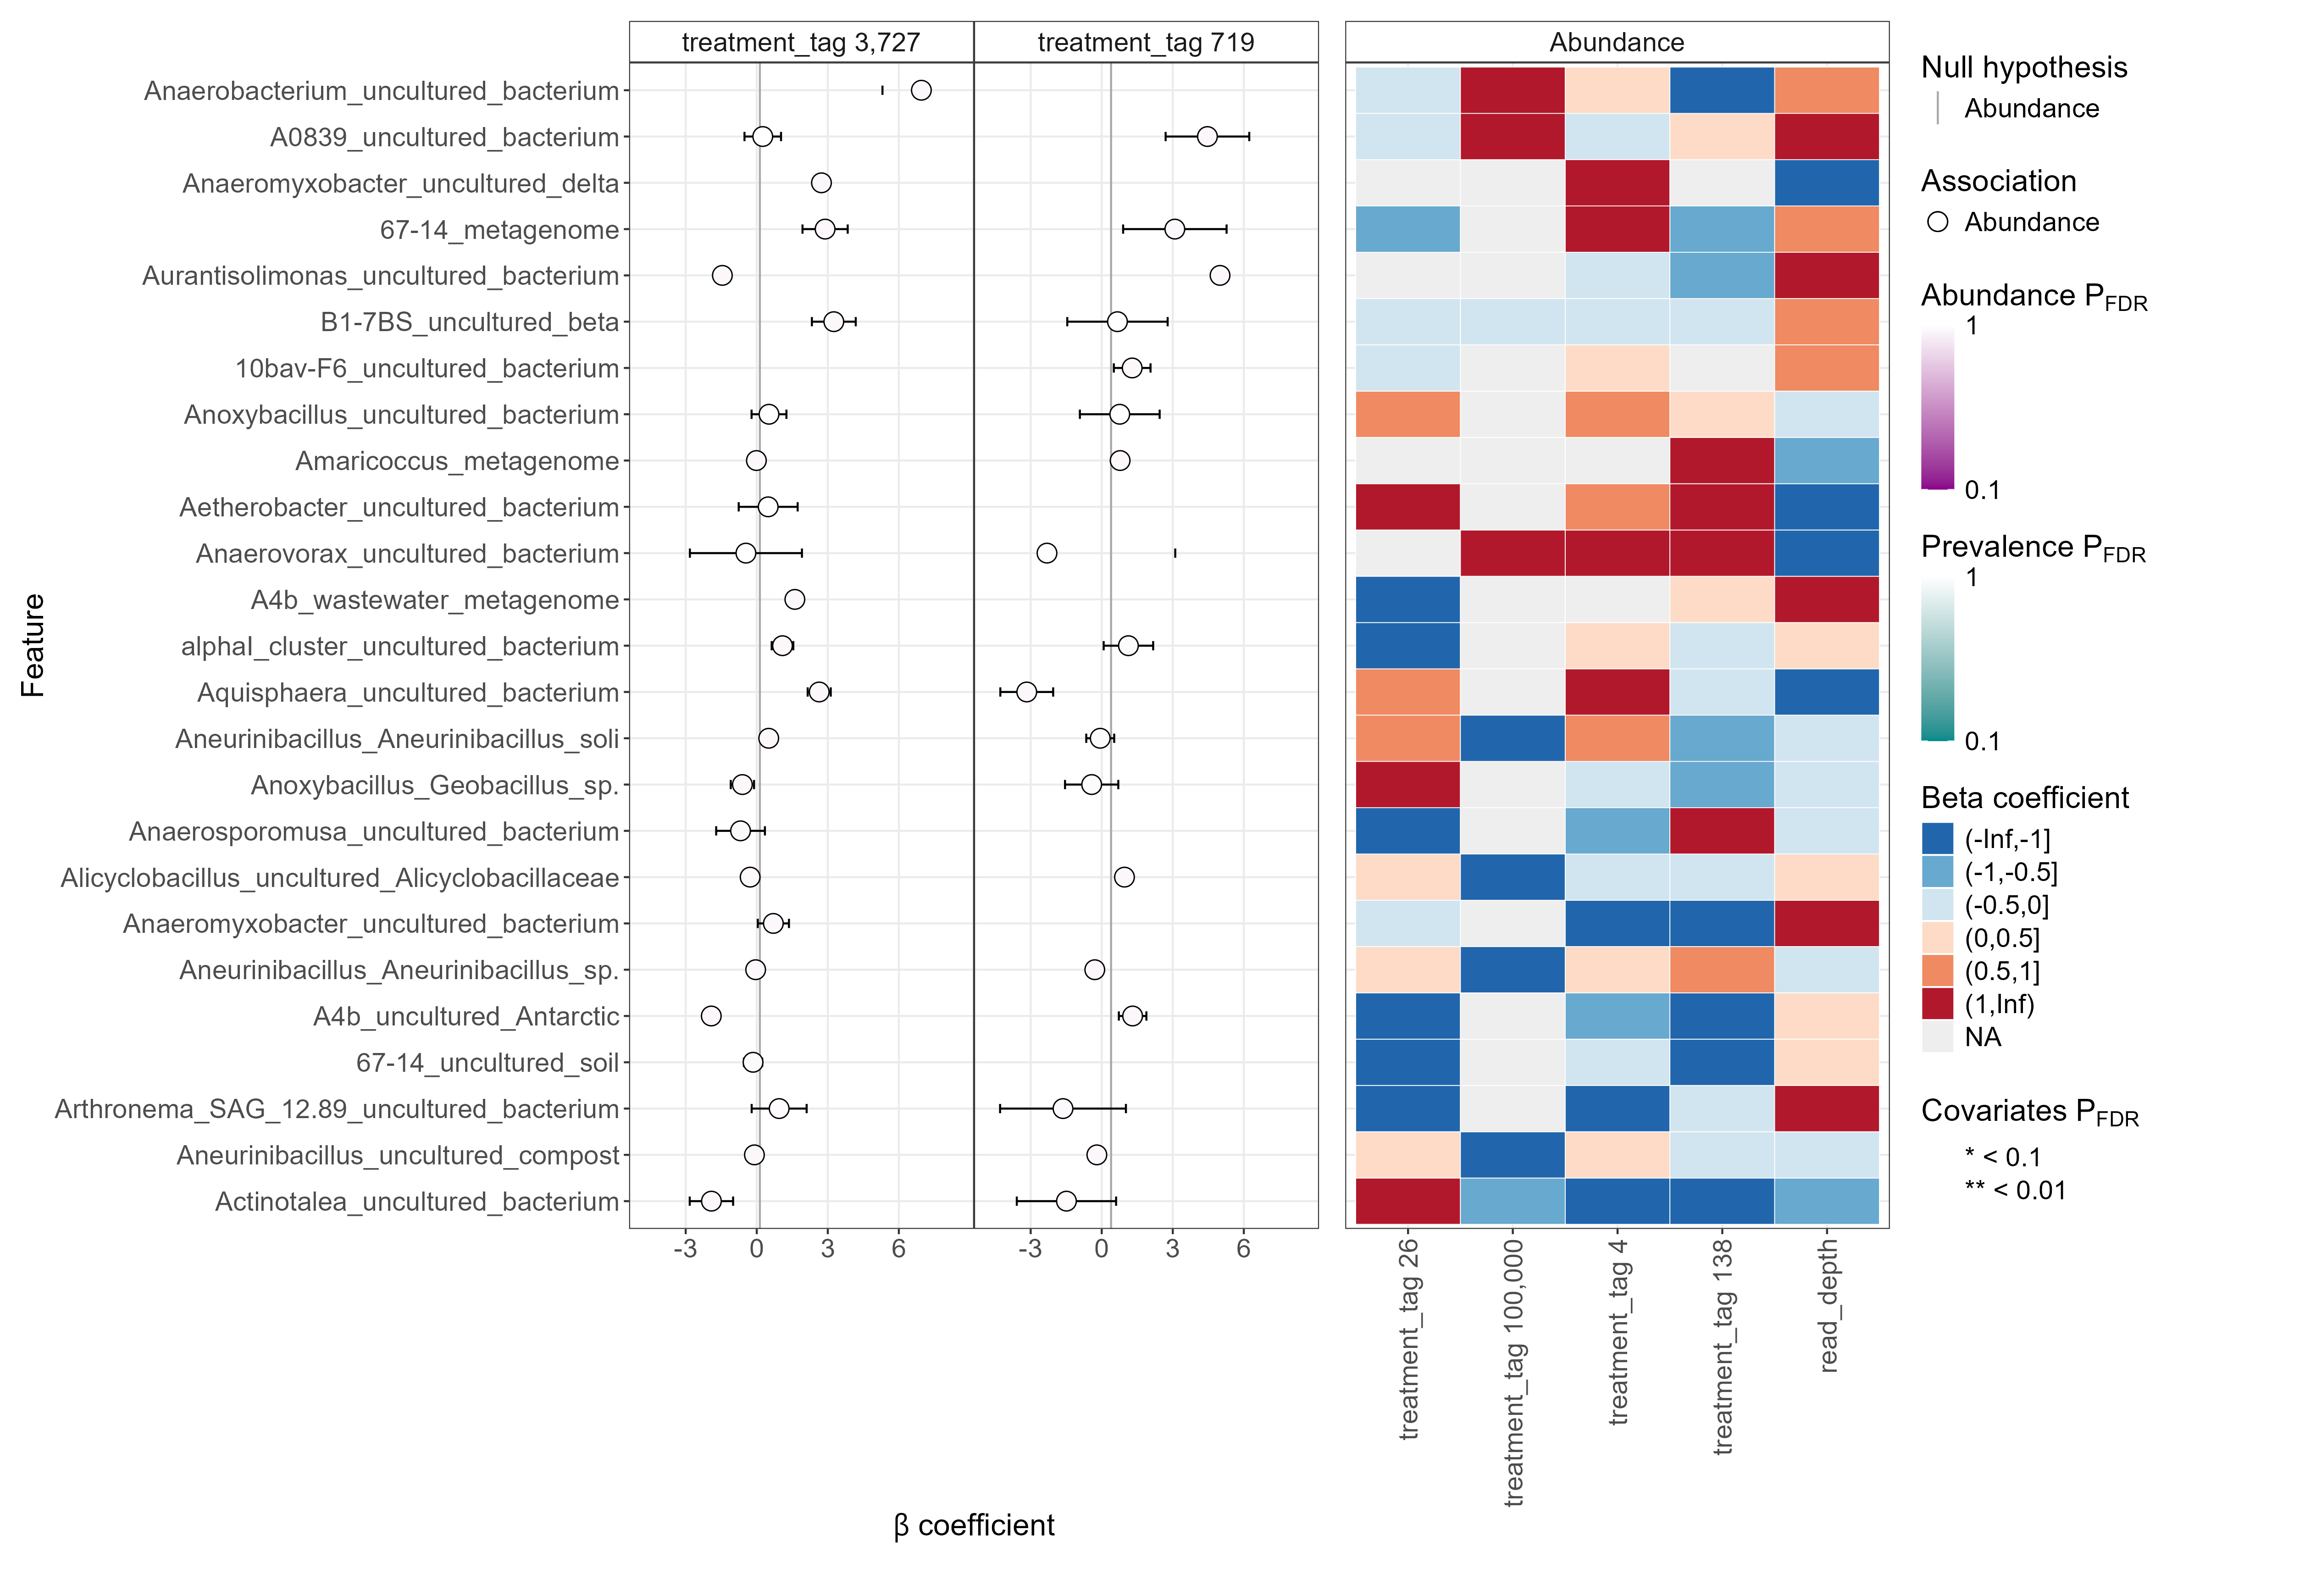 treatment_tag 3,727
treatment_tag 719
Abundance
Feature
Anaerobacterium_uncultured_bacterium
A0839_uncultured_bacterium
Anaeromyxobacter_uncultured_delta
67-14_metagenome
Aurantisolimonas_uncultured_bacterium
B1-7BS_uncultured_beta
10bav-F6_uncultured_bacterium
Anoxybacillus_uncultured_bacterium
Amaricoccus_metagenome
Aetherobacter_uncultured_bacterium
Anaerovorax_uncultured_bacterium
A4b_wastewater_metagenome
alphaI_cluster_uncultured_bacterium
Aquisphaera_uncultured_bacterium
Aneurinibacillus_Aneurinibacillus_soli
Anoxybacillus_Geobacillus_sp.
Anaerosporomusa_uncultured_bacterium
Alicyclobacillus_uncultured_Alicyclobacillaceae
Anaeromyxobacter_uncultured_bacterium
Aneurinibacillus_Aneurinibacillus_sp.
A4b_uncultured_Antarctic
67-14_uncultured_soil
Arthronema_SAG_12.89_uncultured_bacterium
Aneurinibacillus_uncultured_compost
Actinotalea_uncultured_bacterium
-3 0 3 6
-3 0 3 6
β coefficient
treatment_tag 26
treatment_tag 100,000
treatment_tag 4
treatment_tag 138
read_depth
Null hypothesis
Abundance
Association
Abundance
Abundance PFDR
1
0.1
Prevalence PFDR
1
0.1
Beta coefficient
(-Inf,-1]
(-1,-0.5]
(-0.5,0]
(0,0.5]
(0.5,1]
(1,Inf)
NA
Covariates PFDR
* < 0.1
** < 0.01